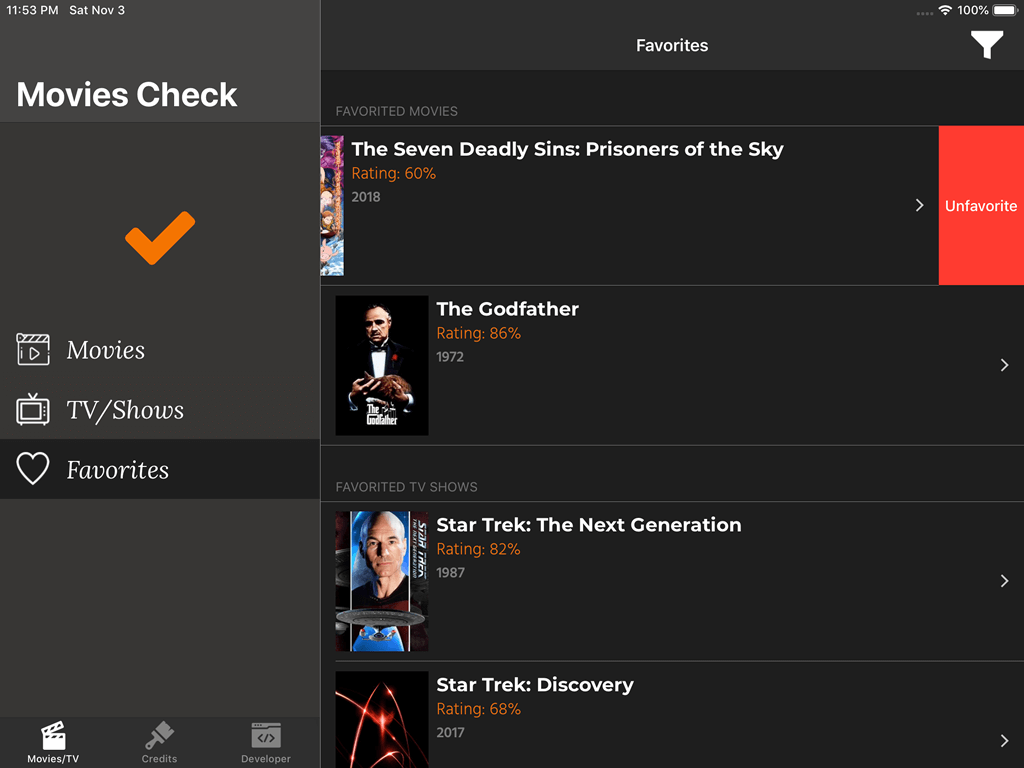 11:53 PM Sat Nov 3
100%
Movies Check
Movies
TV/Shows
Favorites
Movies/TV
Credits
Developer
Favorites
FAVORITED MOVIES
The Seven Deadly Sins: Prisoners of the Sky
Rating: 60%
2018
Unfavorite
The Godfather
Rating: 86%
1972
The
Godfather
FAVORITED TV SHOWS
Star Trek: The Next Generation
Rating: 82%
1987
STAR TREK
THE NEXT GENERATION
Star Trek: Discovery
Rating: 68%
2017